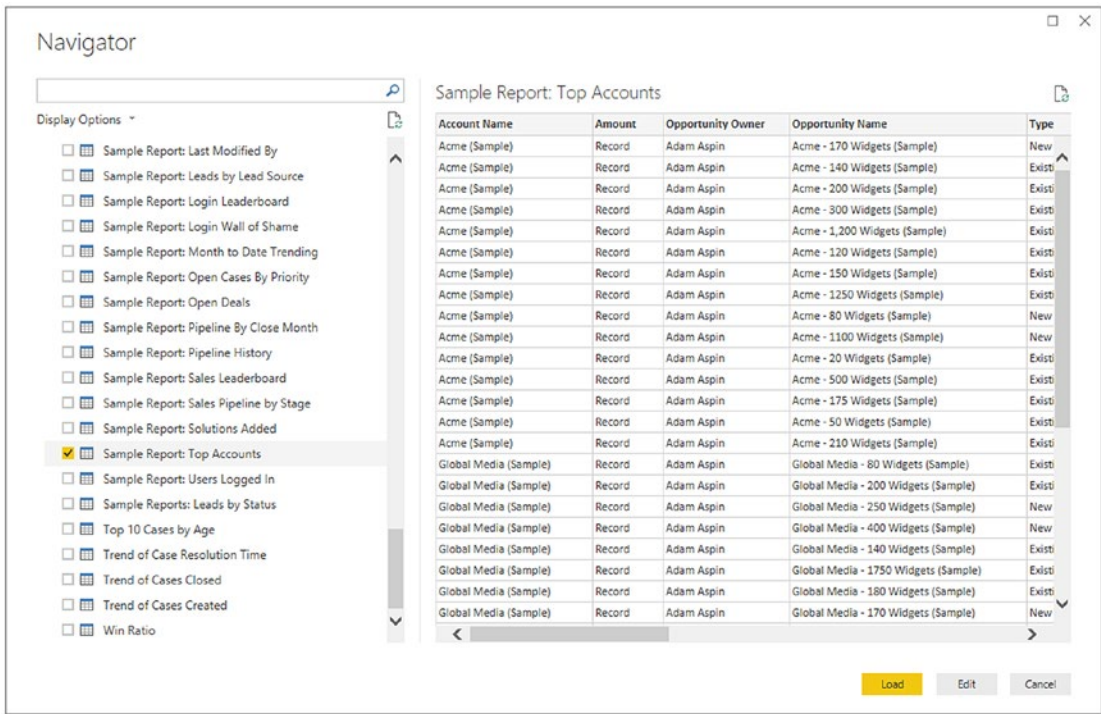 Navigator
Display Options
Sample Report: Last Modified By
Sample Report: Leads by Lead Source
Sample Report: Login Leaderboard
Sample Report: Login Wall of Shame
Sample Report: Month to Date Trending
Sample Report: Open Cases By Priority
Sample Report: Open Deals
Sample Report: Pipeline By Close Month
Sample Report: Pipeline History
Sample Report: Sales Leaderboard
Sample Report: Sales Pipeline by Stage
Sample Report: Solutions Added
Sample Report: Top Accounts
Sample Report: Users Logged In
Sample Reports: Leads by Status
Top 10 Cases by Age
Trend of Case Resolution Time
Trend of Cases Closed
Trend of Cases Created
Win Ratio
Sample Report: Top Accounts
Account Name Amount Opportunity Owner Opportunity Name Type
Acme (Sample) Record Adam Aspin Acme - 170 Widgets (Sample) New
Acme (Sample) Record Adam Aspin Acme - 140 Widgets (Sample) Existi
Acme (Sample) Record Adam Aspin Acme - 200 Widgets (Sample) Existi
Acme (Sample) Record Adam Aspin Acme - 300 Widgets (Sample) Existi
Acme (Sample) Record Adam Aspin Acme - 1,200 Widgets (Sample) Existi
Acme (Sample) Record Adam Aspin Acme - 120 Widgets (Sample) Existi
Acme (Sample) Record Adam Aspin Acme - 150 Widgets (Sample) Existi
Acme (Sample) Record Adam Aspin Acme - 1250 Widgets (Sample) Existi
Acme (Sample) Record Adam Aspin Acme - 80 Widgets (Sample) New
Acme (Sample) Record Adam Aspin Acme - 1100 Widgets (Sample) New
Acme (Sample) Record Adam Aspin Acme - 20 Widgets (Sample) Existi
Acme (Sample) Record Adam Aspin Acme - 500 Widgets (Sample) Existi
Acme (Sample) Record Adam Aspin Acme - 175 Widgets (Sample) Existi
Acme (Sample) Record Adam Aspin Acme - 50 Widgets (Sample) Existi
Acme (Sample) Record Adam Aspin Acme - 210 Widgets (Sample) Existi
Global Media (Sample) Record Adam Aspin Global Media - 80 Widgets (Sample) Existi
Global Media (Sample) Record Adam Aspin Global Media - 200 Widgets (Sample) Existi
Global Media (Sample) Record Adam Aspin Global Media - 250 Widgets (Sample) New
Global Media (Sample) Record Adam Aspin Global Media - 400 Widgets (Sample) New
Global Media (Sample) Record Adam Aspin Global Media - 140 Widgets (Sample) Existi
Global Media (Sample) Record Adam Aspin Global Media - 1750 Widgets (Sample) Existi
Global Media (Sample) Record Adam Aspin Global Media - 180 Widgets (Sample) Existi
Global Media (Sample) Record Adam Aspin Global Media - 170 Widgets (Sample) New
Load Edit Cancel